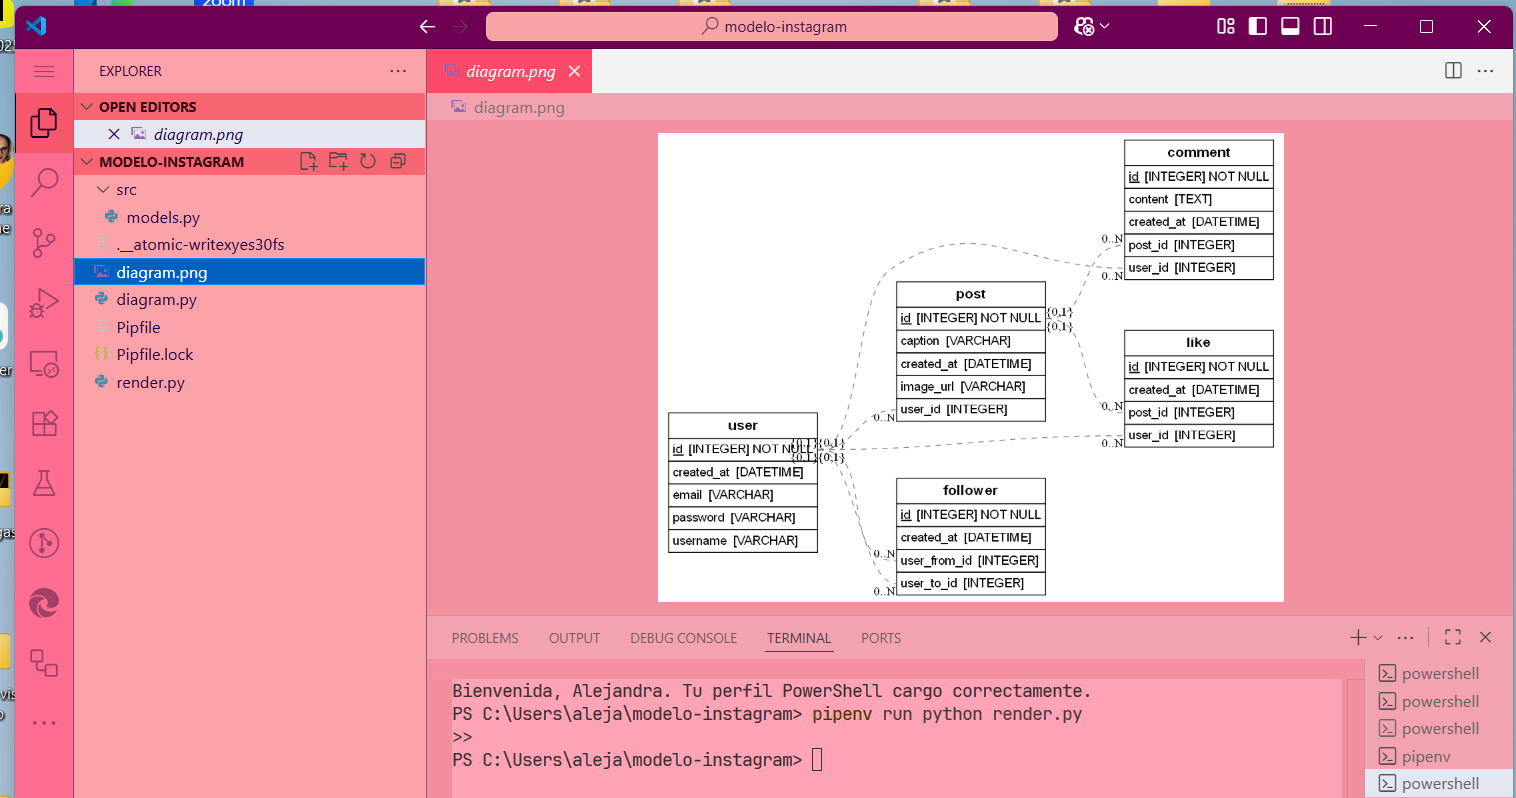 zoom
modelo-instagram
EXPLORER
diagram.png
OPEN EDITORS
diagram.png
diagram.png
MODELO-INSTAGRAM
src
models.py
.__atomic-writexyes30fs
diagram.png
diagram.py
Pipfile
Pipfile.lock
render.py
comment
id [INTEGER] NOT NULL
content [TEXT]
created_at [DATETIME]
post_id [INTEGER]
user_id [INTEGER]
0..N
0..N
post
id [INTEGER] NOT NULL
caption [VARCHAR]
created_at [DATETIME]
image_url [VARCHAR]
user_id [INTEGER]
{0,1}
{0,1}
0..N
like
id [INTEGER] NOT NULL
created_at [DATETIME]
post_id [INTEGER]
user_id [INTEGER]
0..N
0..N
user
id [INTEGER] NOT NULL
created_at [DATETIME]
email [VARCHAR]
password [VARCHAR]
username [VARCHAR]
{0,1}{0,1}
{0,1}{0,1}
follower
id [INTEGER] NOT NULL
created_at [DATETIME]
user_from_id [INTEGER]
user_to_id [INTEGER]
0..N
0..N
PROBLEMS OUTPUT DEBUG CONSOLE TERMINAL PORTS
Bienvenida, Alejandra. Tu perfil PowerShell cargo correctamente.
PS C:\Users\aleja\modelo-instagram> pipenv run python render.py
>>
PS C:\Users\aleja\modelo-instagram>
powershell
powershell
powershell
pipenv
powershell